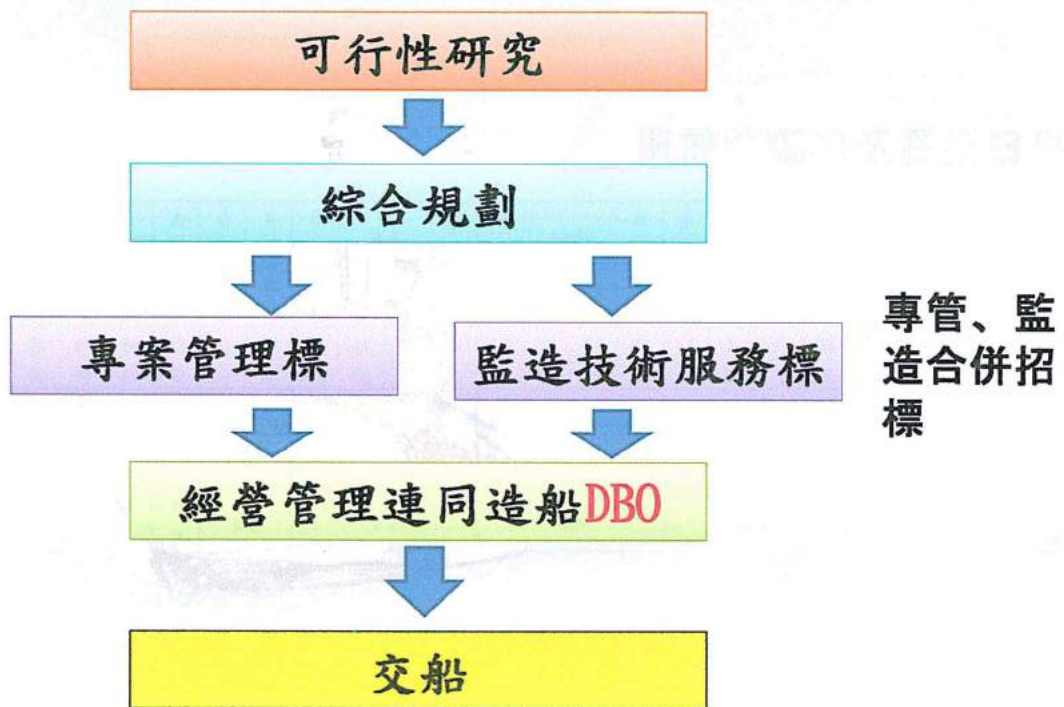 可行性研究
綜合規劃
專案管理標
監造技術服務標
專管、監
造合併招
標
經營管理連同造船DBO
交船